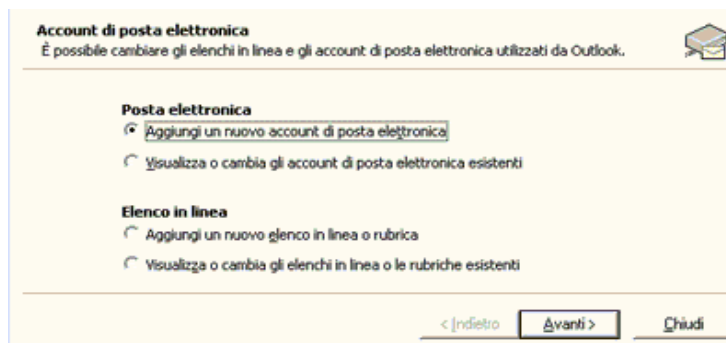 Account di posta elettronica
È possibile cambiare gli elenchi in linea e gli account di posta elettronica utilizzati da Outlook.
Posta elettronica
Aggiungi un nuovo account di posta elettronica
Visualizza o cambia gli account di posta elettronica esistenti
Elenco in linea
Aggiungi un nuovo elenco in linea o rubrica
Visualizza o cambia gli elenchi in linea o le rubriche esistenti
< Indietro Avanti > Chiudi